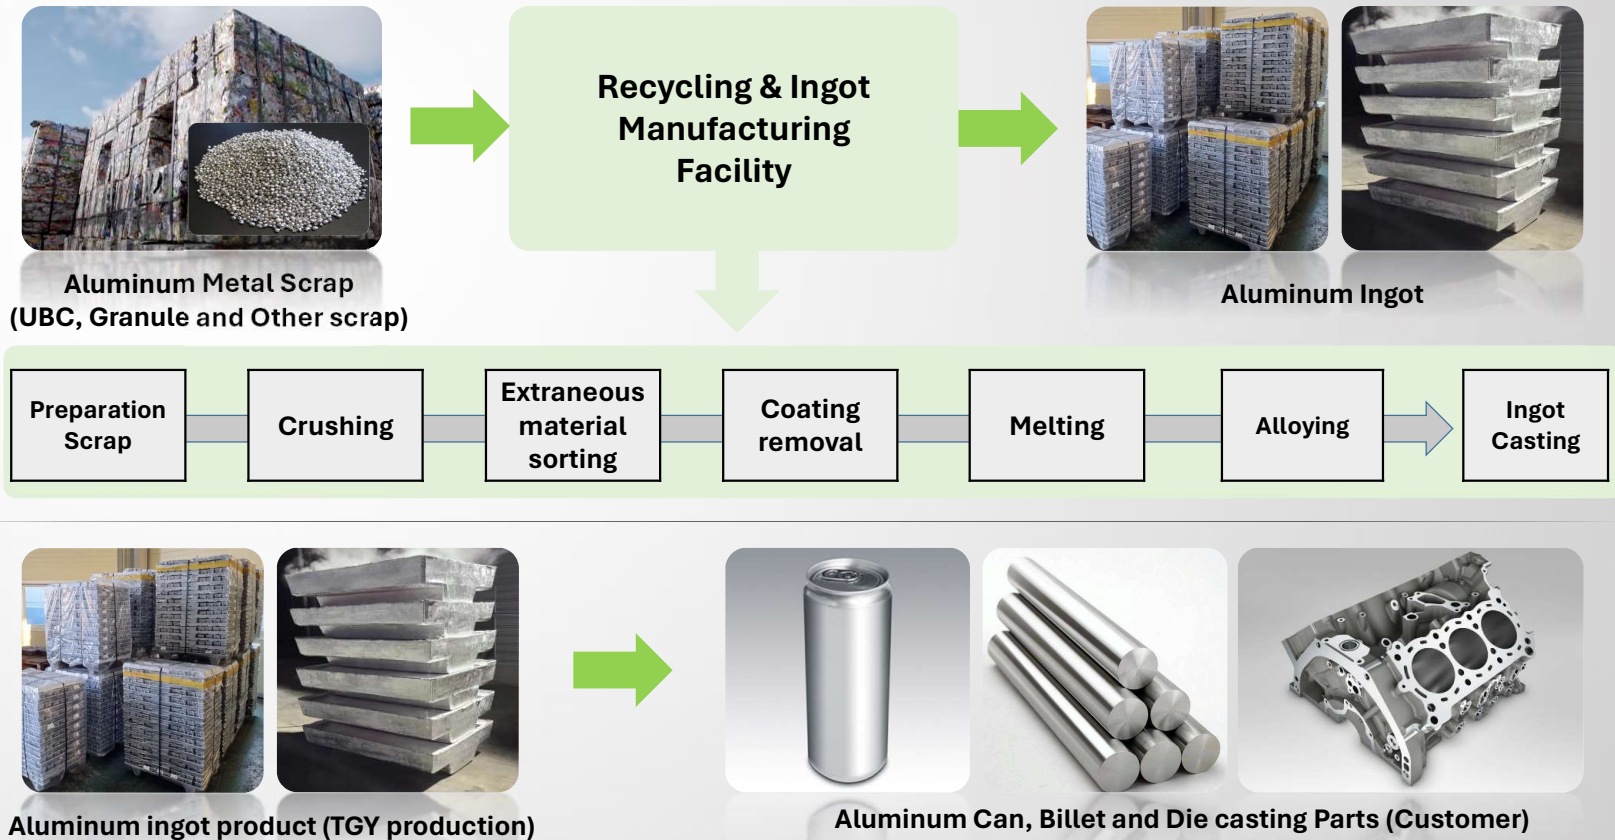 Recycling & Ingot
Manufacturing
Facility
Aluminum Metal Scrap
(UBC, Granule and Other scrap)
Aluminum Ingot
Preparation
Scrap
Crushing
Extraneous
material
sorting
Coating
removal
Melting
Alloying
Ingot
Casting
Aluminum ingot product (TGY production)
Aluminum Can, Billet and Die casting Parts (Customer)